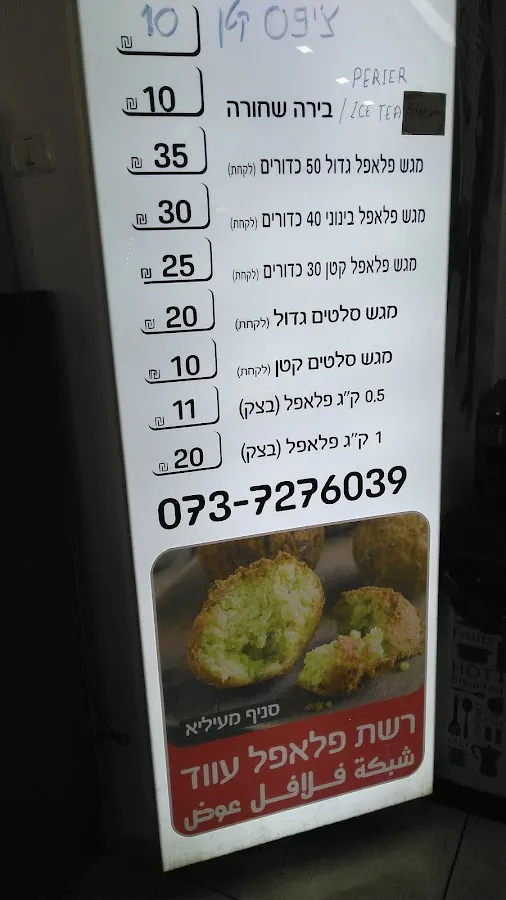 צ'יפס קטן 10 ₪
PERIER
בירה שחורה / ICE TEA 10 ₪
מגש פלאפל גדול 50 כדורים (לקחת) 35 ₪
מגש פלאפל בינוני 40 כדורים (לקחת) 30 ₪
מגש פלאפל קטן 30 כדורים (לקחת) 25 ₪
מגש סלטים גדול (לקחת) 20 ₪
מגש סלטים קטן (לקחת) 10 ₪
0.5 ק"ג פלאפל (בצק) 11 ₪
1 ק"ג פלאפל (בצק) 20 ₪
073-7276039
סניף מעיליא
רשת פלאפל עווד
شبكة فلافل عوض
Fruits
HOT
Breakfast